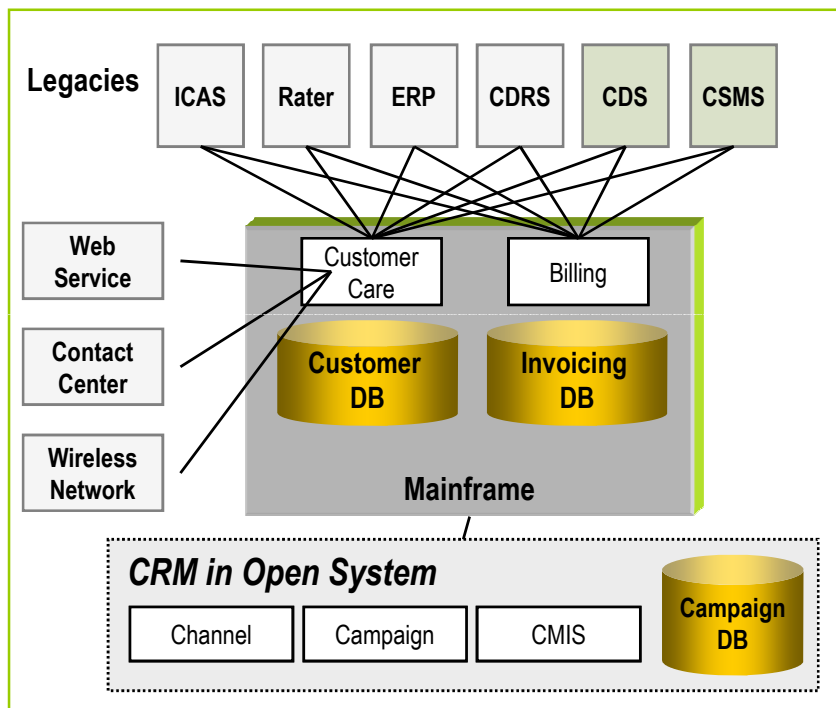 Legacies
ICAS
Rater
ERP
CDRS
CDS
CSMS
Web
Service
Customer
Care
Billing
Contact
Center
Customer
DB
Invoicing
DB
Wireless
Network
Mainframe
CRM in Open System
Channel
Campaign
CMIS
Campaign
DB